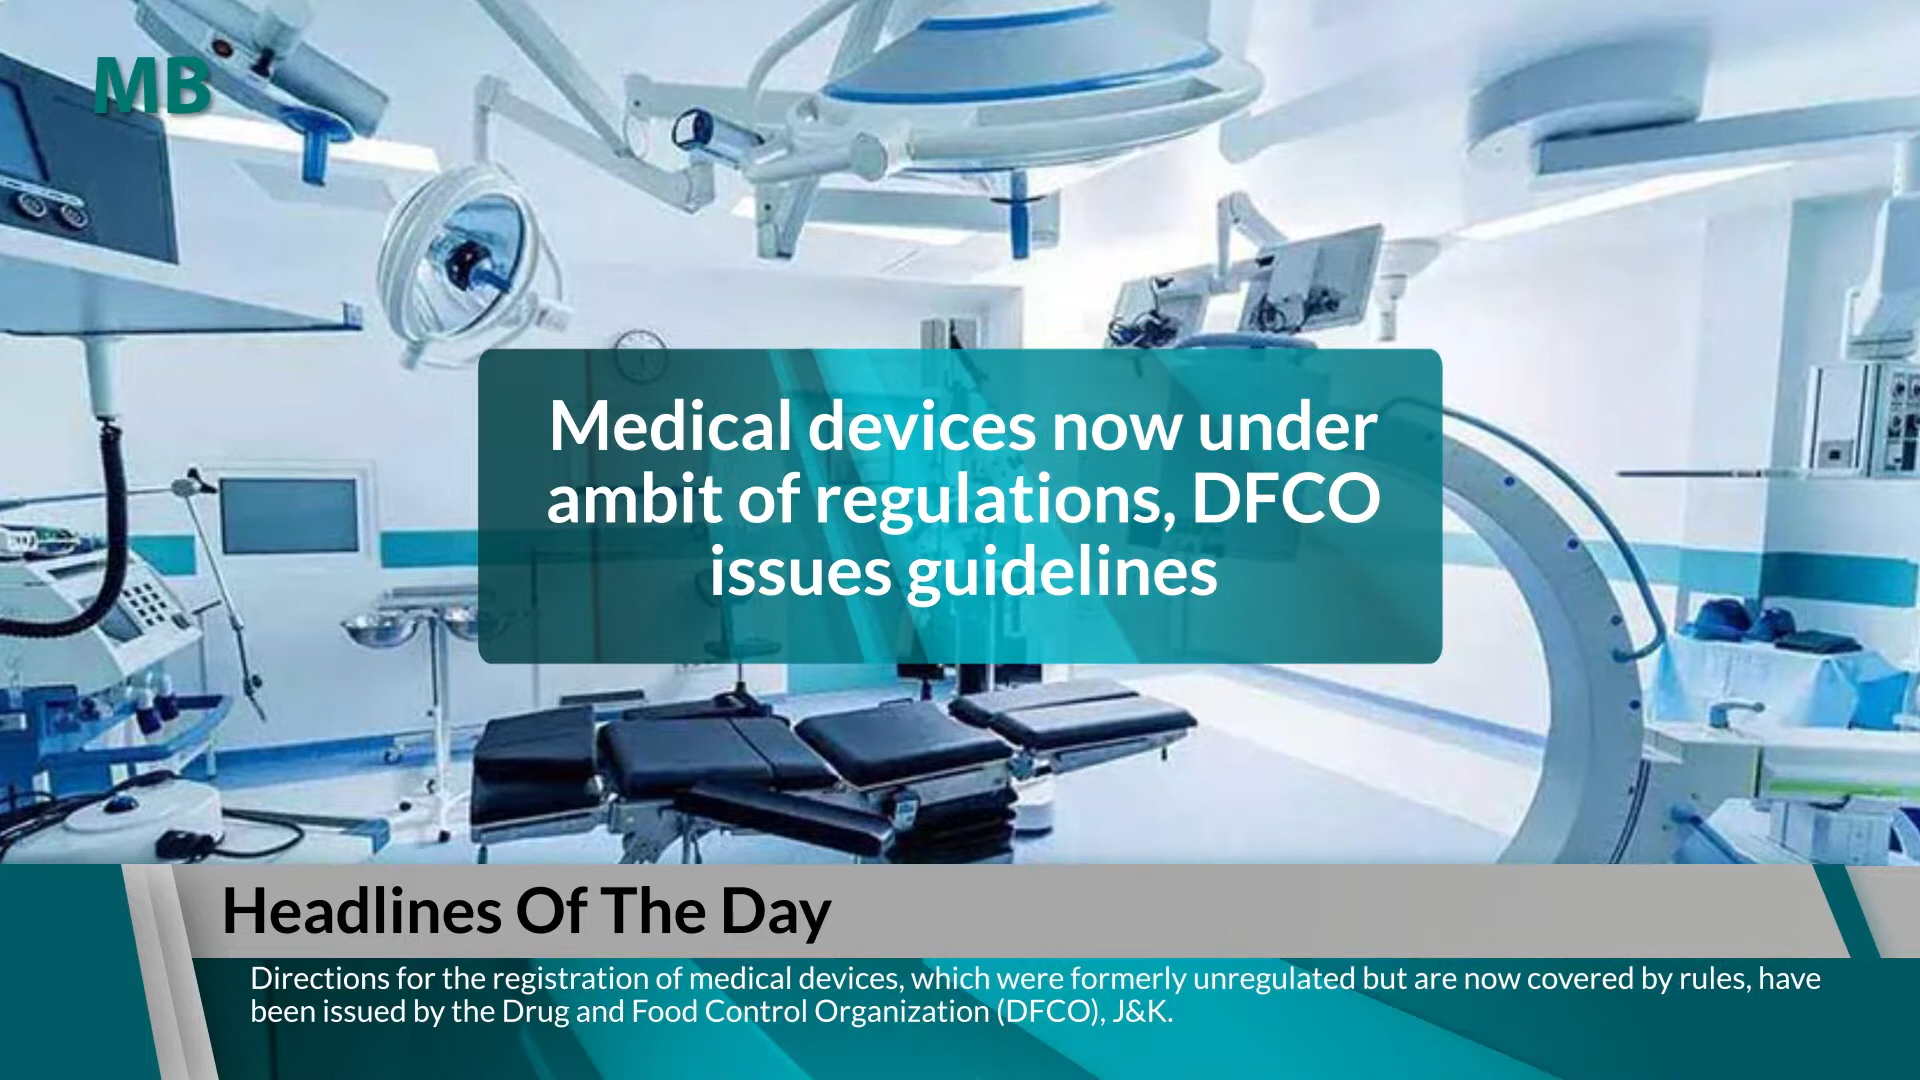 MB
Medical devices now under
ambit of regulations, DFCO
issues guidelines
Headlines Of The Day
Directions for the registration of medical devices, which were formerly unregulated but are now covered by rules, have
been issued by the Drug and Food Control Organization (DFCO), J&K.